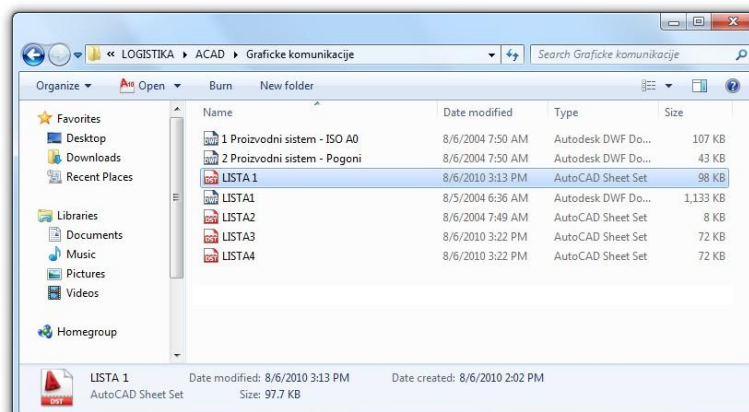 « LOGISTIKA ▸ ACAD ▸ Graficke komunikacije
Search Graficke komunikacije
Organize Open Burn New folder
Name Date modified Type Size
Favorites
Desktop
Downloads
Recent Places
Libraries
Documents
Music
Pictures
Videos
Homegroup
1 Proizvodni sistem - ISO A0 8/6/2004 7:50 AM Autodesk DWF Do... 107 KB
2 Proizvodni sistem - Pogoni 8/6/2004 7:50 AM Autodesk DWF Do... 43 KB
LISTA 1 8/6/2010 3:13 PM AutoCAD Sheet Set 98 KB
LISTA1 8/5/2004 6:36 AM Autodesk DWF Do... 1,133 KB
LISTA2 8/6/2004 7:49 AM AutoCAD Sheet Set 8 KB
LISTA3 8/6/2010 3:22 PM AutoCAD Sheet Set 72 KB
LISTA4 8/6/2010 3:22 PM AutoCAD Sheet Set 72 KB
LISTA 1 Date modified: 8/6/2010 3:13 PM Date created: 8/6/2010 2:02 PM
AutoCAD Sheet Set Size: 97.7 KB
DST